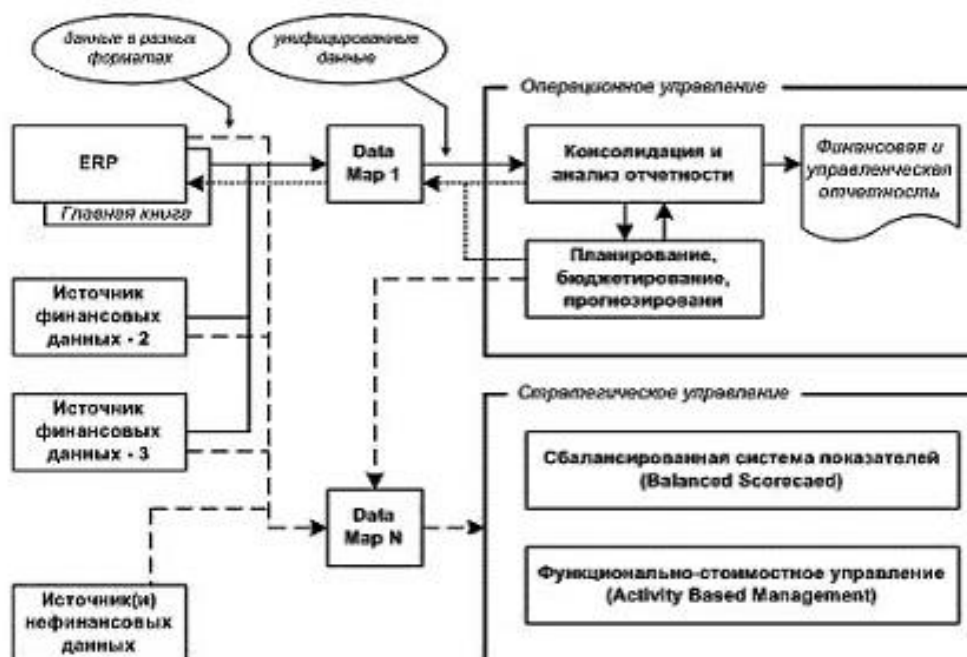 данные в разных
форматах
унифицированные
данные
Операционное управление
ERP
Главная книга
Data
Map 1
Консолидация и
анализ отчетности
Финансовая и
управленческая
отчетность
Планирование,
бюджетирование,
прогнозировани
Источник
финансовых
данных - 2
Источник
финансовых
данных - 3
Стратегическое управление
Сбалансированная система показателей
(Balanced Scorecaed)
Data
Map N
Функционально-стоимостное управление
(Activity Based Management)
Источник(и)
нефинансовых
данных